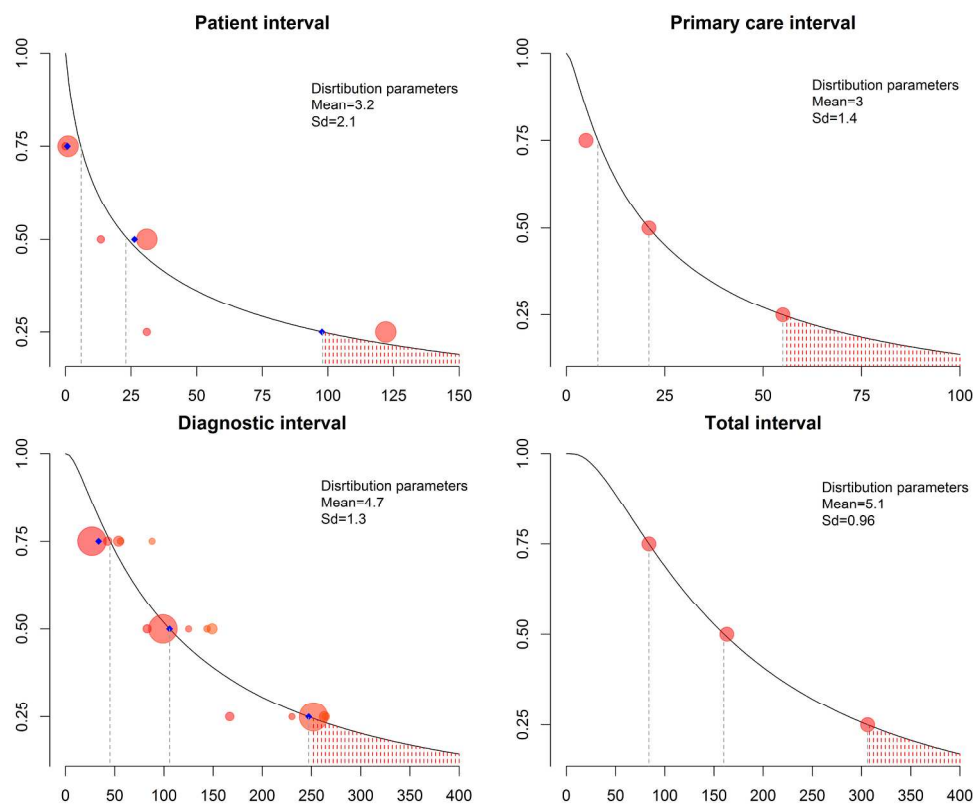 Patient interval
1.00
0.75
0.50
0.25
Disrtibution parameters
Mean=3.2
Sd=2.1
0 25 50 75 100 125 150
Primary care interval
1.00
0.75
0.50
0.25
Disrtibution parameters
Mean=3
Sd=1.4
0 25 50 75 100
Diagnostic interval
1.00
0.75
0.50
0.25
Disrtibution parameters
Mean=4.7
Sd=1.3
0 50 100 150 200 250 300 350 400
Total interval
1.00
0.75
0.50
0.25
Disrtibution parameters
Mean=5.1
Sd=0.96
0 50 100 150 200 250 300 350 400